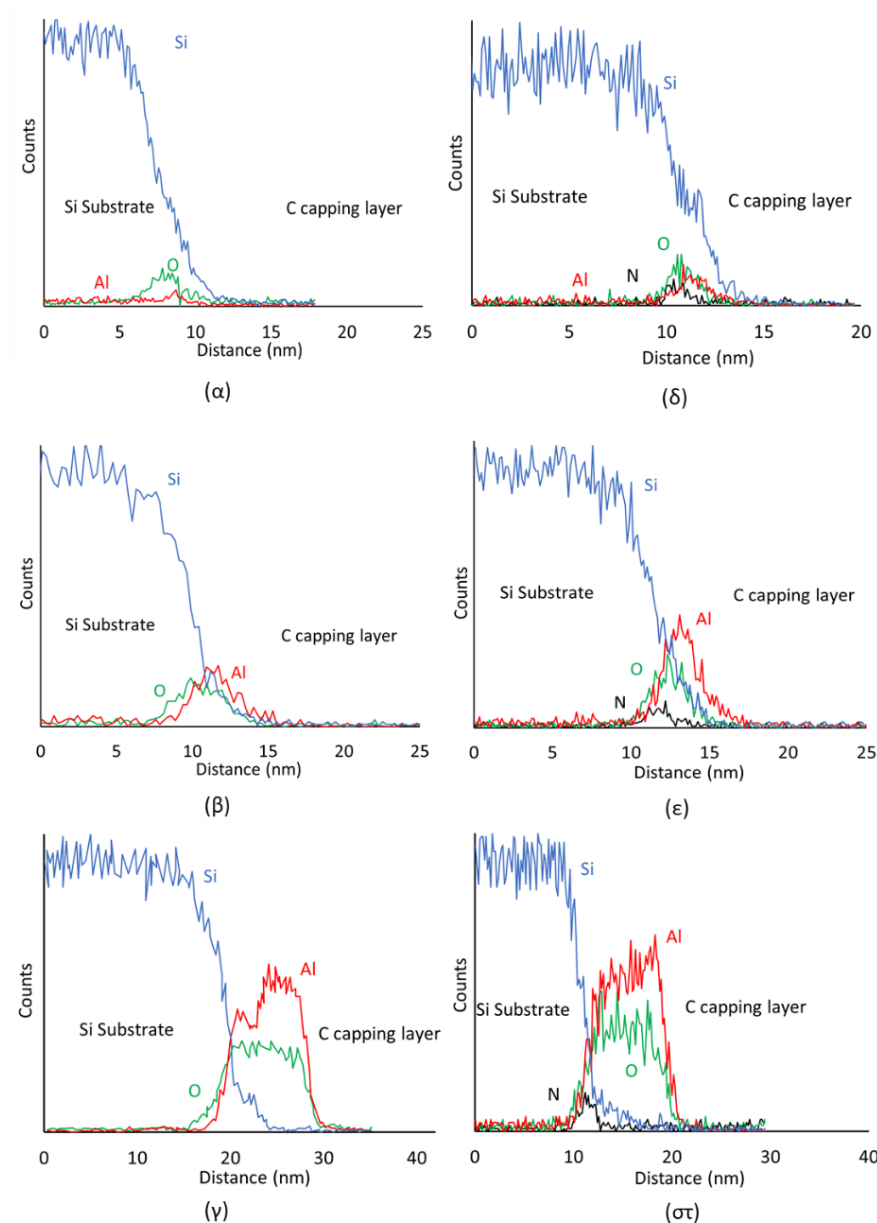 Si
Counts
Si Substrate
C capping layer
Al
O
0 5 10 15 20 25
Distance (nm)
(α)
Si
Counts
Si Substrate
C capping layer
Al
N
O
0 5 10 15 20
Distance (nm)
(δ)
Si
Counts
Si Substrate
C capping layer
O
Al
0 5 10 15 20 25
Distance (nm)
(β)
Si
Counts
Si Substrate
C capping layer
Al
O
N
0 5 10 15 20 25
Distance (nm)
(ε)
Si
Counts
Al
Si Substrate
C capping layer
O
0 10 20 30 40
Distance (nm)
(γ)
Si
Counts
Al
Si Substrate
C capping layer
O
N
0 10 20 30 40
Distance (nm)
(στ)